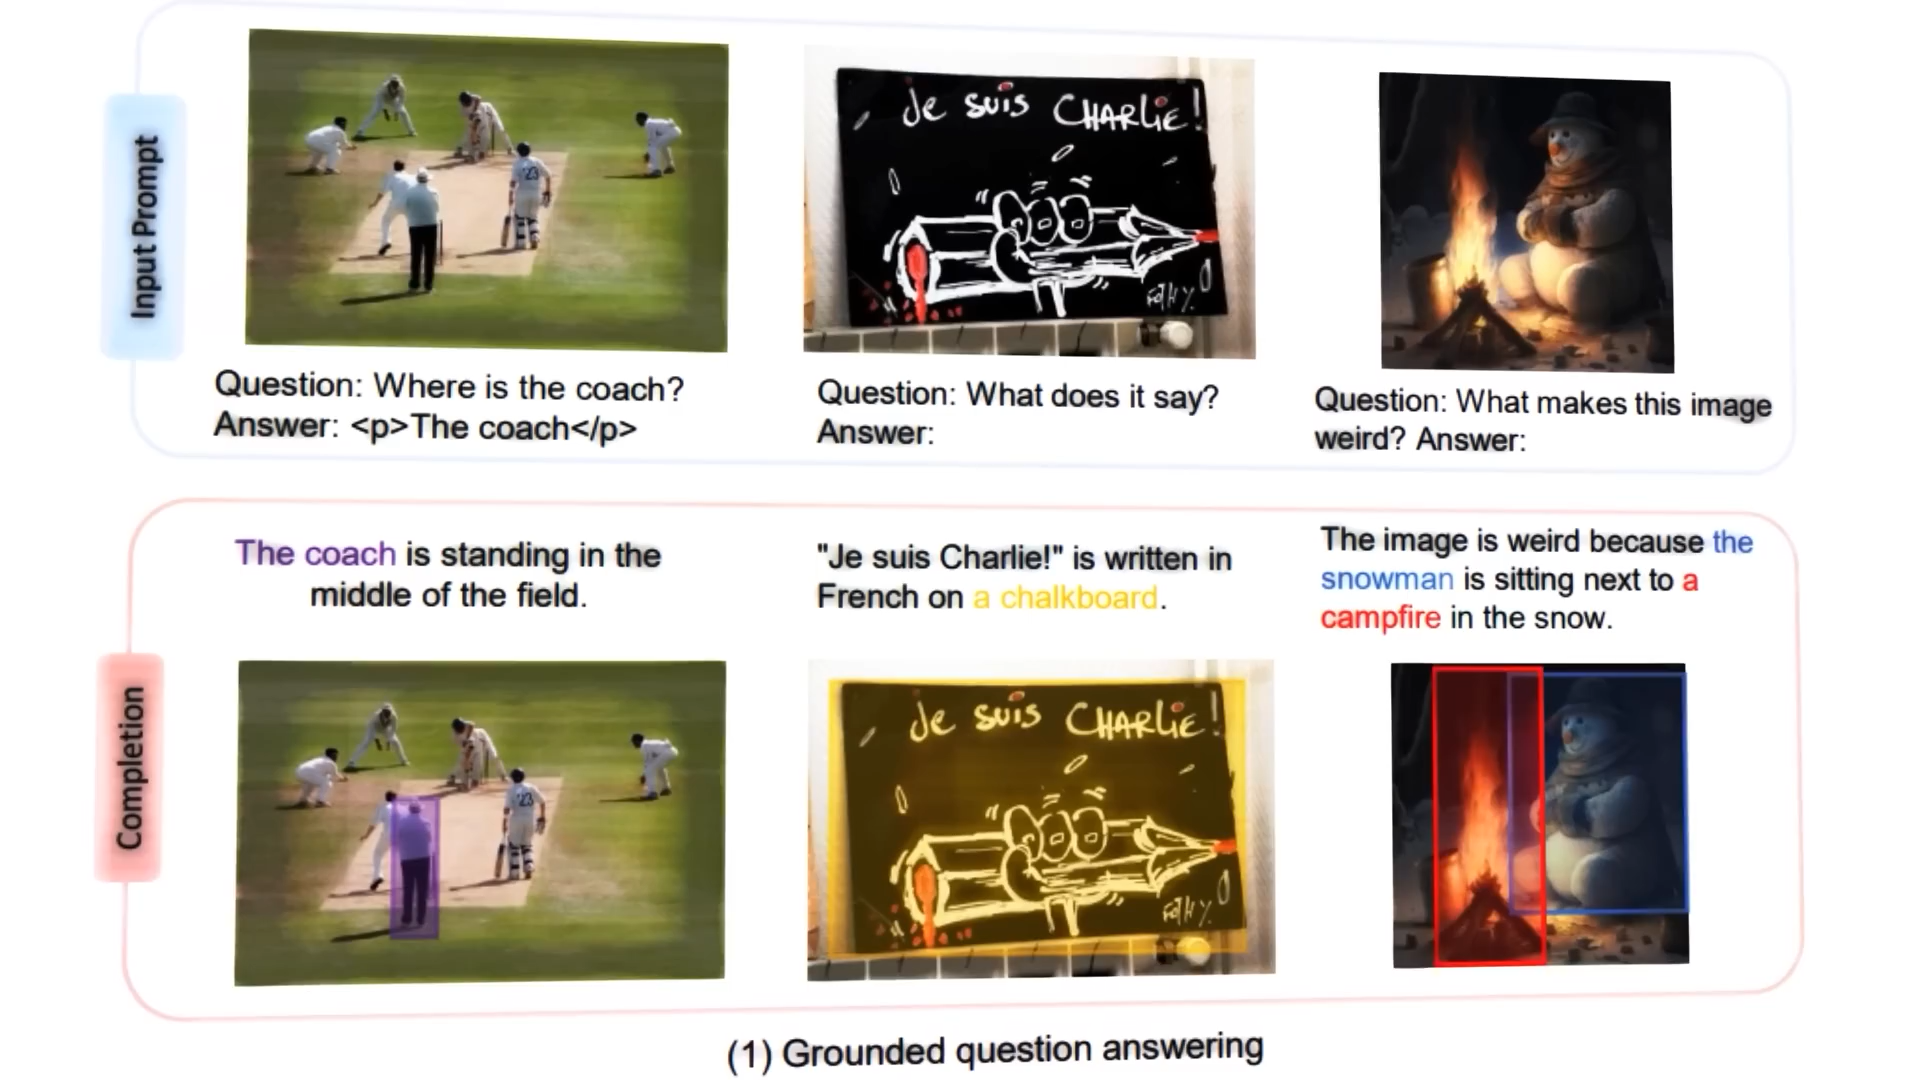 Input Prompt
Je suis CHARLie!
FATHY.
23
Question: Where is the coach?
Answer: <p>The coach</p>
Question: What does it say?
Answer:
Question: What makes this image
weird? Answer:
Completion
The coach is standing in the
middle of the field.
"Je suis Charlie!" is written in
French on a chalkboard.
The image is weird because the
snowman is sitting next to a
campfire in the snow.
23
Je suis CHARLie!
(1) Grounded question answering